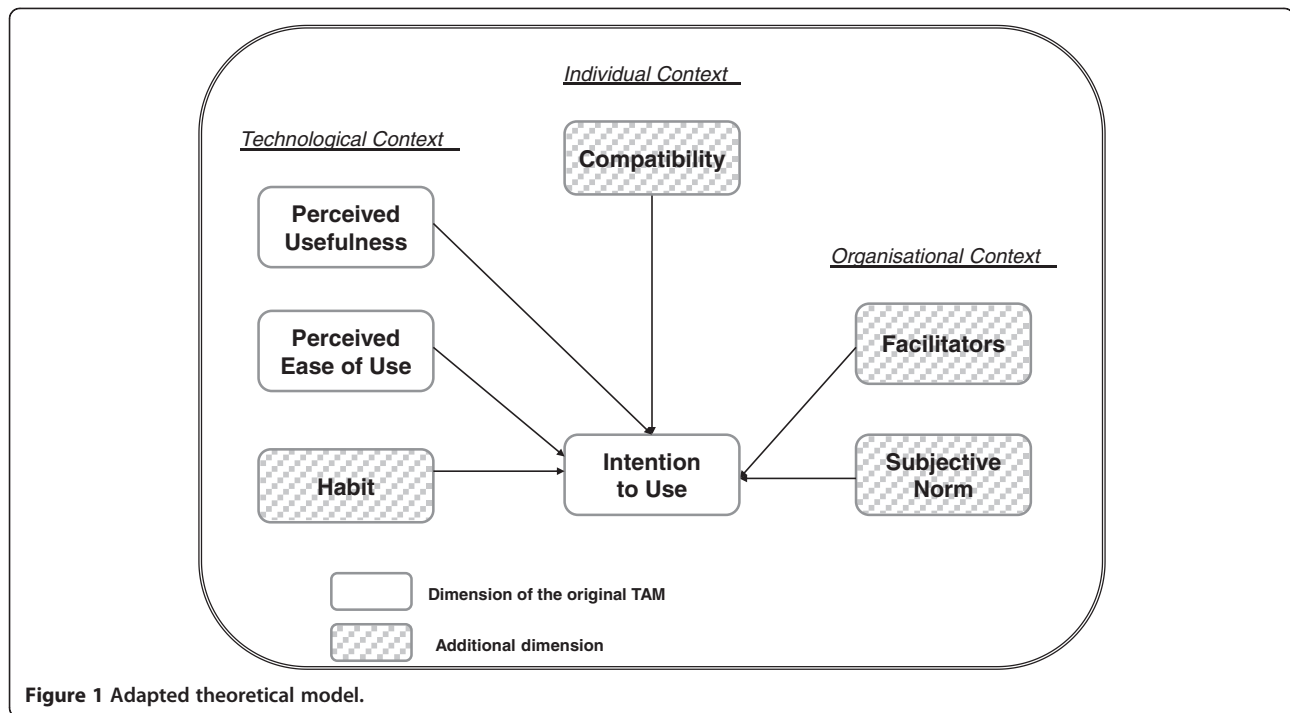 Individual Context
Technological Context
Compatibility
Perceived
Usefulness
Organisational Context
Perceived
Ease of Use
Facilitators
Habit
Intention
to Use
Subjective
Norm
Dimension of the original TAM
Additional dimension
Figure 1 Adapted theoretical model.